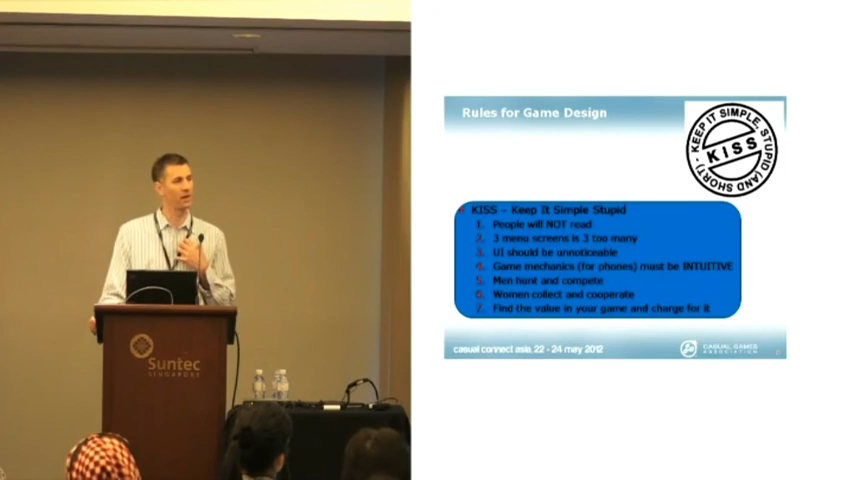 Rules for Game Design
KEEP IT SIMPLE, STUPID (AND SHORT) -
KISS
KISS – Keep It Simple Stupid
1. People will NOT read
2. 3 menu screens is 3 too many
3. UI should be unnoticeable
4. Game mechanics (for phones) must be INTUITIVE
5. Men hunt and compete
6. Women collect and cooperate
7. Find the value in your game and charge for it
casual connect asia, 22 - 24 may 2012
CASUAL GAMES
ASSOCIATION
Suntec
SINGAPORE